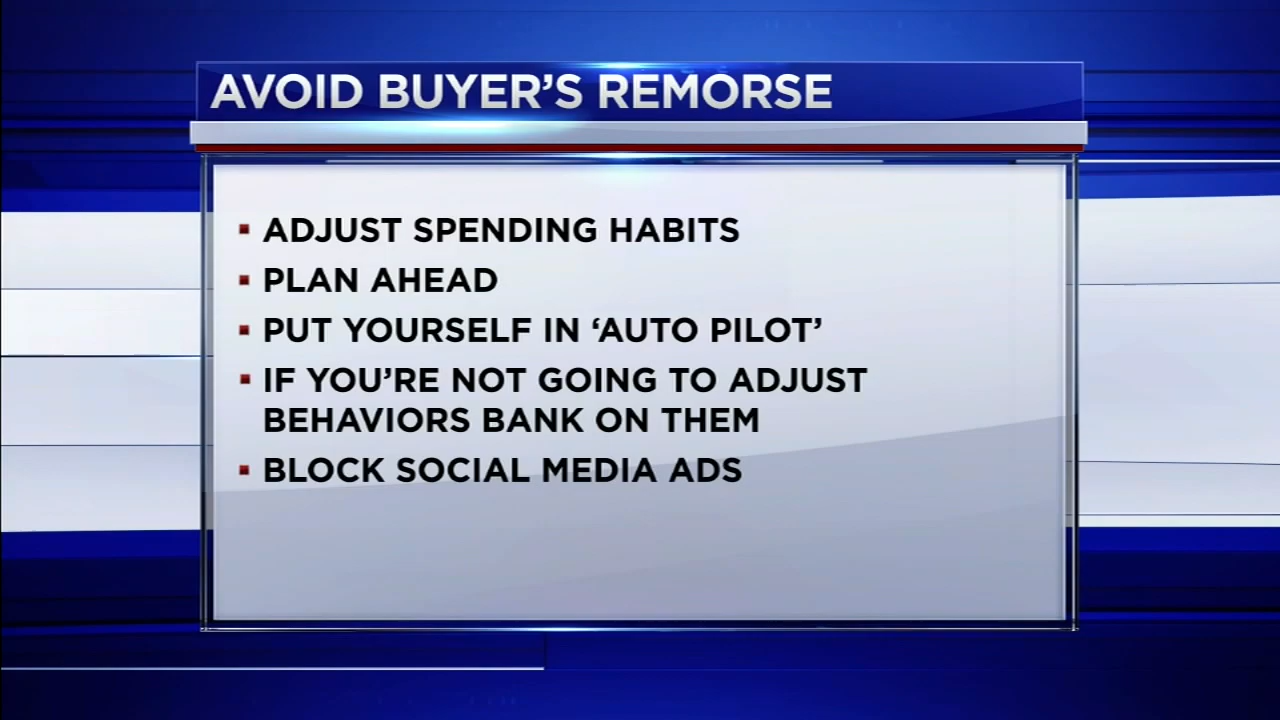 AVOID BUYER’S REMORSE
▪ ADJUST SPENDING HABITS
▪ PLAN AHEAD
▪ PUT YOURSELF IN ‘AUTO PILOT’
▪ IF YOU’RE NOT GOING TO ADJUST
BEHAVIORS BANK ON THEM
▪ BLOCK SOCIAL MEDIA ADS